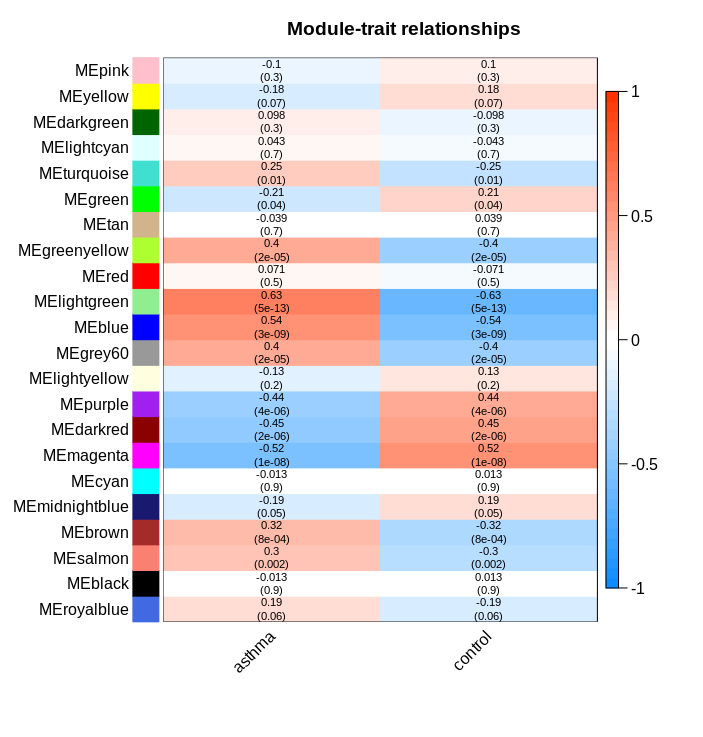 Module-trait relationships
MEpink -0.1 0.1
(0.3) (0.3)
MEyellow -0.18 0.18
(0.07) (0.07)
MEdarkgreen 0.098 -0.098
(0.3) (0.3)
MElightcyan 0.043 -0.043
(0.7) (0.7)
MEturquoise 0.25 -0.25
(0.01) (0.01)
MEgreen -0.21 0.21
(0.04) (0.04)
MEtan -0.039 0.039
(0.7) (0.7)
MEgreenyellow 0.4 -0.4
(2e-05) (2e-05)
MEred 0.071 -0.071
(0.5) (0.5)
MElightgreen 0.63 -0.63
(5e-13) (5e-13)
MEblue 0.54 -0.54
(3e-09) (3e-09)
MEgrey60 0.4 -0.4
(2e-05) (2e-05)
MElightyellow -0.13 0.13
(0.2) (0.2)
MEpurple -0.44 0.44
(4e-06) (4e-06)
MEdarkred -0.45 0.45
(2e-06) (2e-06)
MEmagenta -0.52 0.52
(1e-08) (1e-08)
MEcyan -0.013 0.013
(0.9) (0.9)
MEmidnightblue -0.19 0.19
(0.05) (0.05)
MEbrown 0.32 -0.32
(8e-04) (8e-04)
MEsalmon 0.3 -0.3
(0.002) (0.002)
MEblack -0.013 0.013
(0.9) (0.9)
MEroyalblue 0.19 -0.19
(0.06) (0.06)
asthma control
1
0.5
0
-0.5
-1